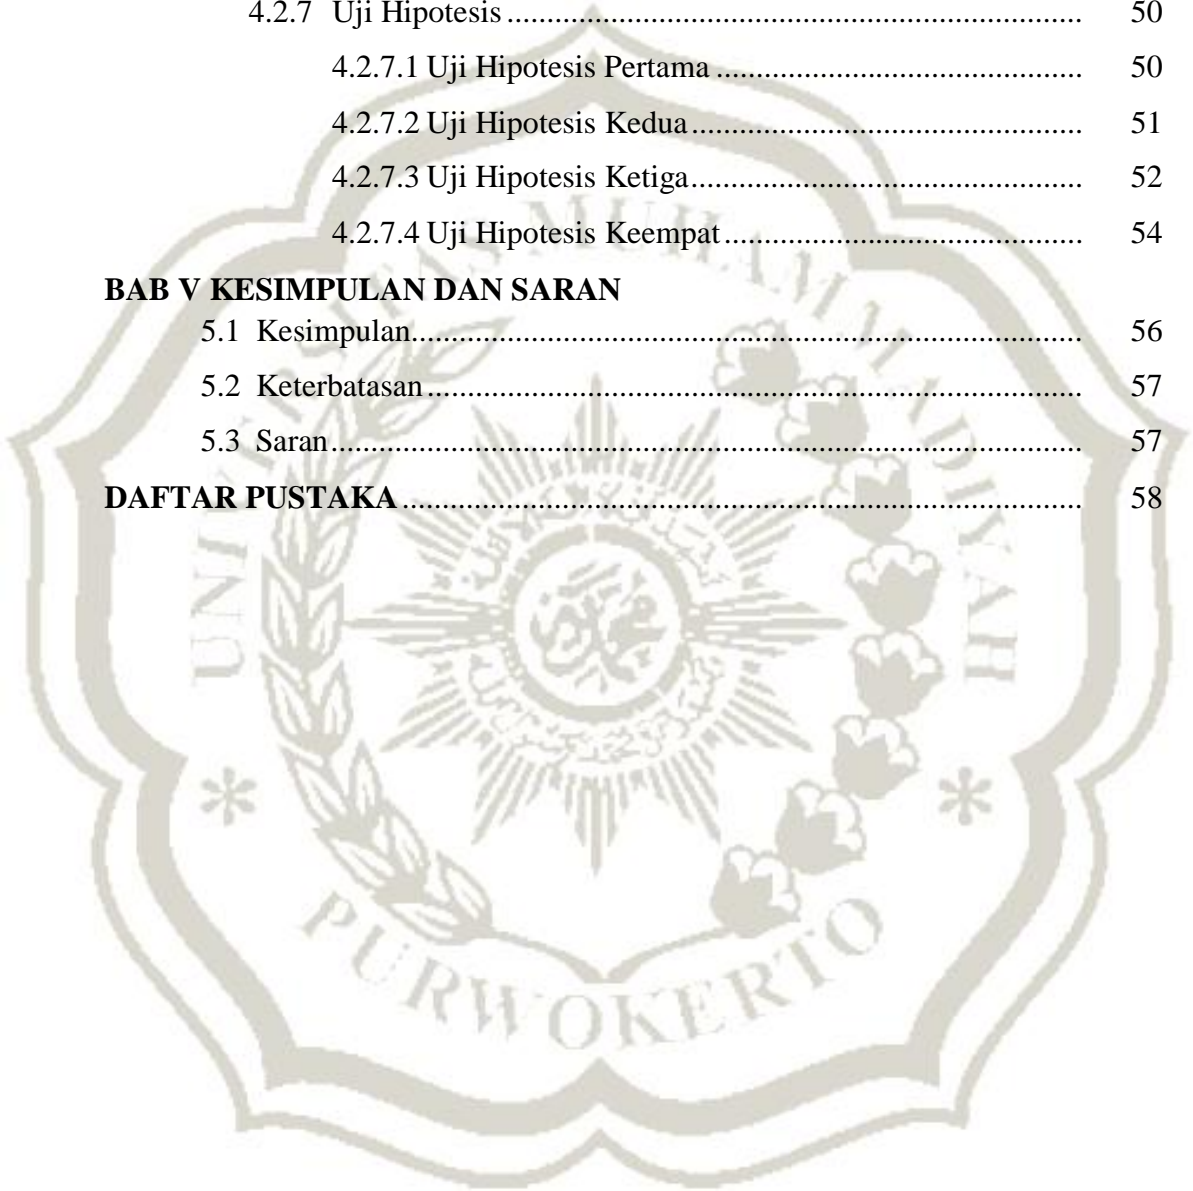 4.2.7 Uji Hipotesis ........................................................................ 50
4.2.7.1 Uji Hipotesis Pertama .............................................. 50
4.2.7.2 Uji Hipotesis Kedua ................................................. 51
4.2.7.3 Uji Hipotesis Ketiga ................................................. 52
4.2.7.4 Uji Hipotesis Keempat ............................................. 54
BAB V KESIMPULAN DAN SARAN
5.1 Kesimpulan.................................................................................... 56
5.2 Keterbatasan .................................................................................. 57
5.3 Saran .............................................................................................. 57
DAFTAR PUSTAKA ..................................................................................... 58
UNIVERSITAS MUHAMMADIYAH
PURWOKERTO